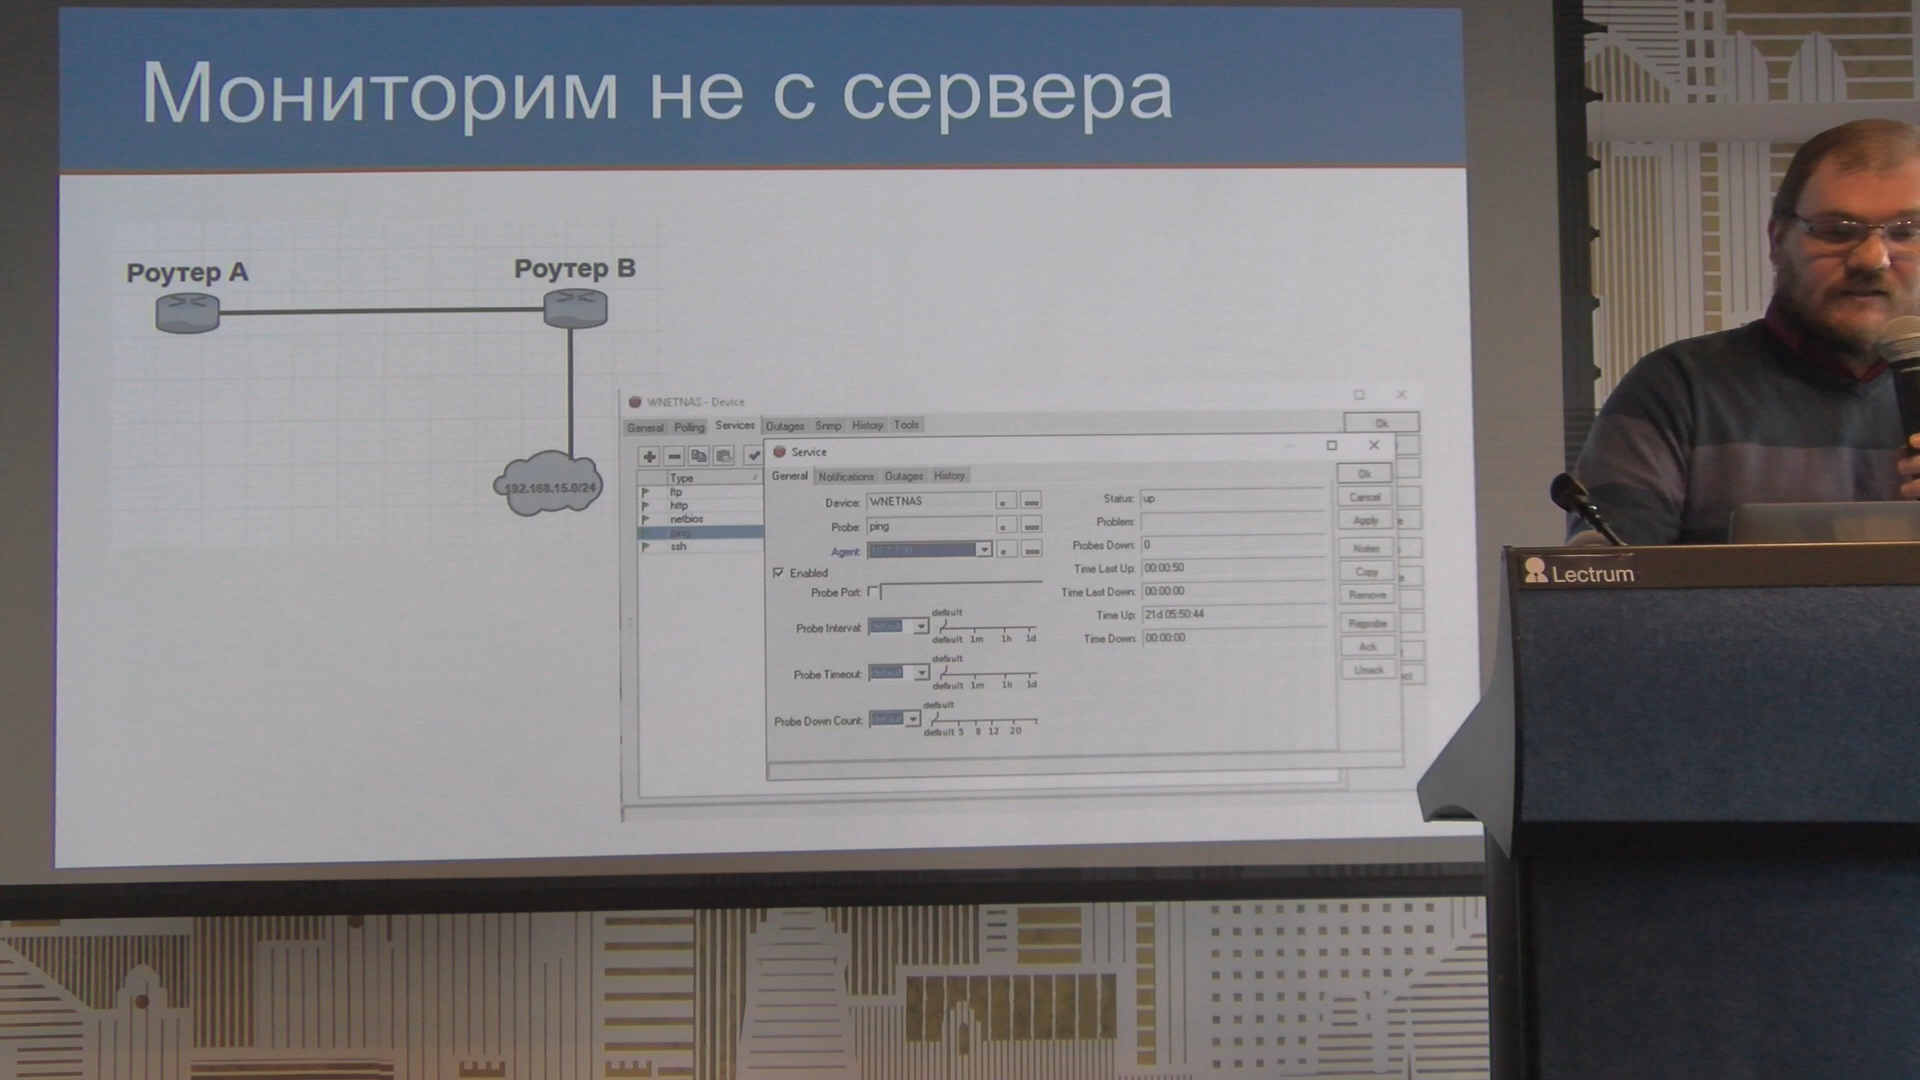 Мониторим не с сервера
Роутер A
Роутер B
192.168.15.0/24
WNETNAS - Device
General Polling Services Outages Snmp History Tools
Ok
Type
ftp
http
netbios
ping
ssh
Service
General Notifications Outages History
Device: WNETNAS
Probe: ping
Agent:
Enabled
Probe Port:
Probe Interval: default
default
default 1m 1h 1d
Probe Timeout: default
default
default 1m 1h 1d
Probe Down Count: default
default
default 5 8 12 20
Status: up
Problem:
Probes Down: 0
Time Last Up: 00:00:50
Time Last Down: 00:00:00
Time Up: 21d 05:50:44
Time Down: 00:00:00
Ok
Cancel
Apply
Notes
Copy
Remove
Reprobe
Ack
Unack
Lectrum